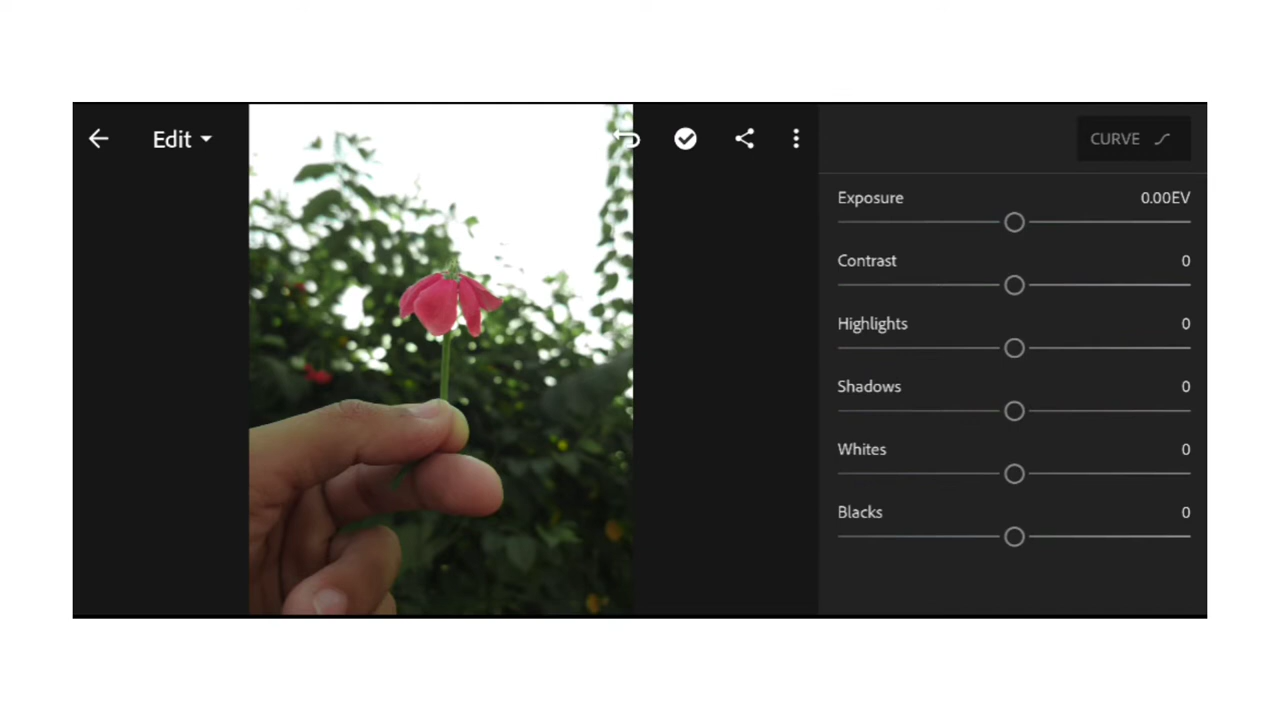 Edit
CURVE
Exposure 0.00EV
Contrast 0
Highlights 0
Shadows 0
Whites 0
Blacks 0